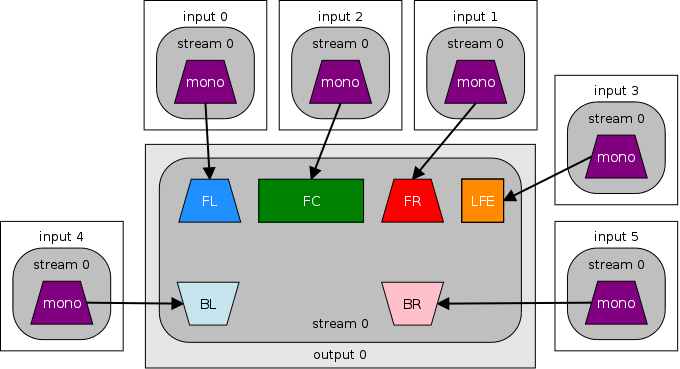 input 0
stream 0
mono
input 2
stream 0
mono
input 1
stream 0
mono
input 3
stream 0
mono
FL
FC
FR
LFE
input 4
stream 0
mono
BL
BR
stream 0
output 0
input 5
stream 0
mono